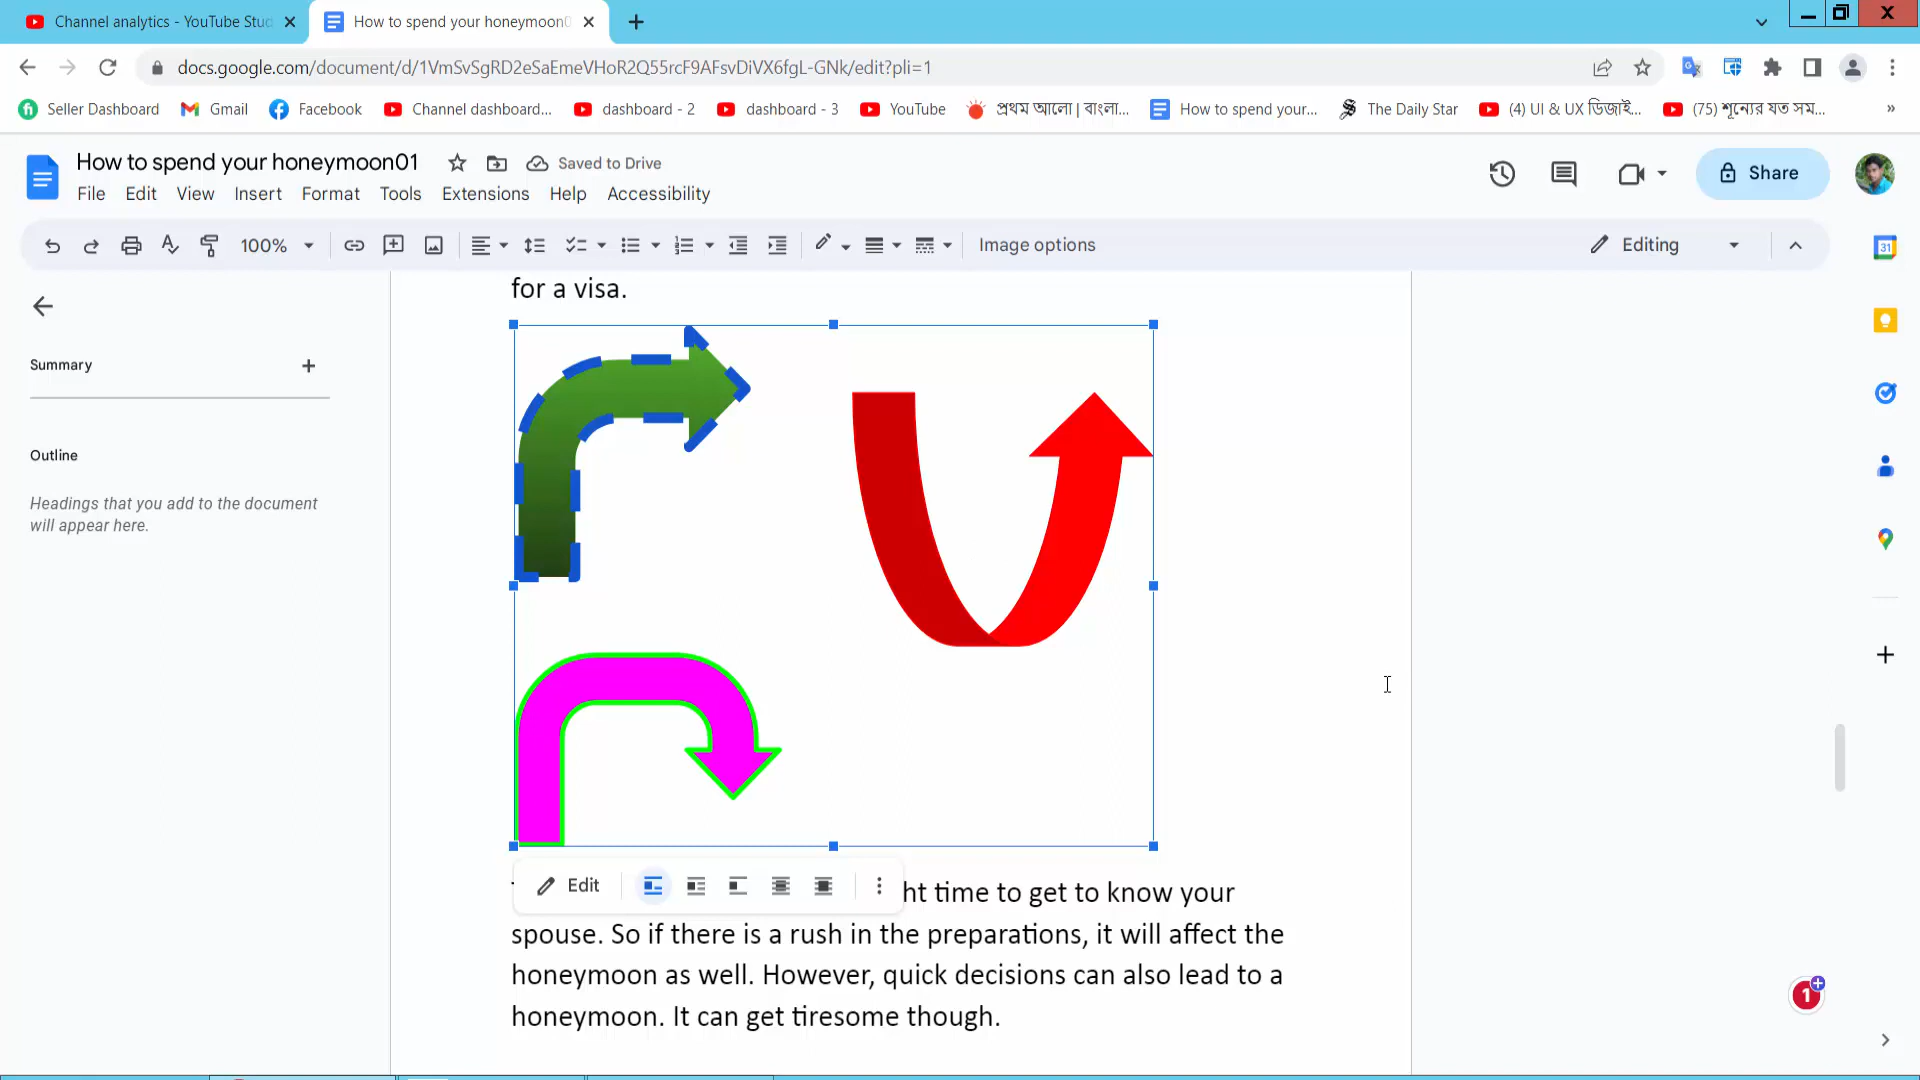 Channel analytics - YouTube Stuc
How to spend your honeymoon0
docs.google.com/document/d/1VmSvSgRD2eSaEmeVHoR2Q55rcF9AFsvDiVX6fgL-GNk/edit?pli=1
Seller Dashboard
Gmail
Facebook
Channel dashboard...
dashboard - 2
dashboard - 3
YouTube
প্রথম আলো | বাংলা...
How to spend your...
The Daily Star
(4) UI & UX ডিজাই...
(75) শূন্যের যত সম...
»
How to spend your honeymoon01
Saved to Drive
File Edit View Insert Format Tools Extensions Help Accessibility
Share
100%
Image options
Editing
31
for a visa.
Summary
Outline
Headings that you add to the document
will appear here.
Edit
ht time to get to know your
spouse. So if there is a rush in the preparations, it will affect the
honeymoon as well. However, quick decisions can also lead to a
honeymoon. It can get tiresome though.
1